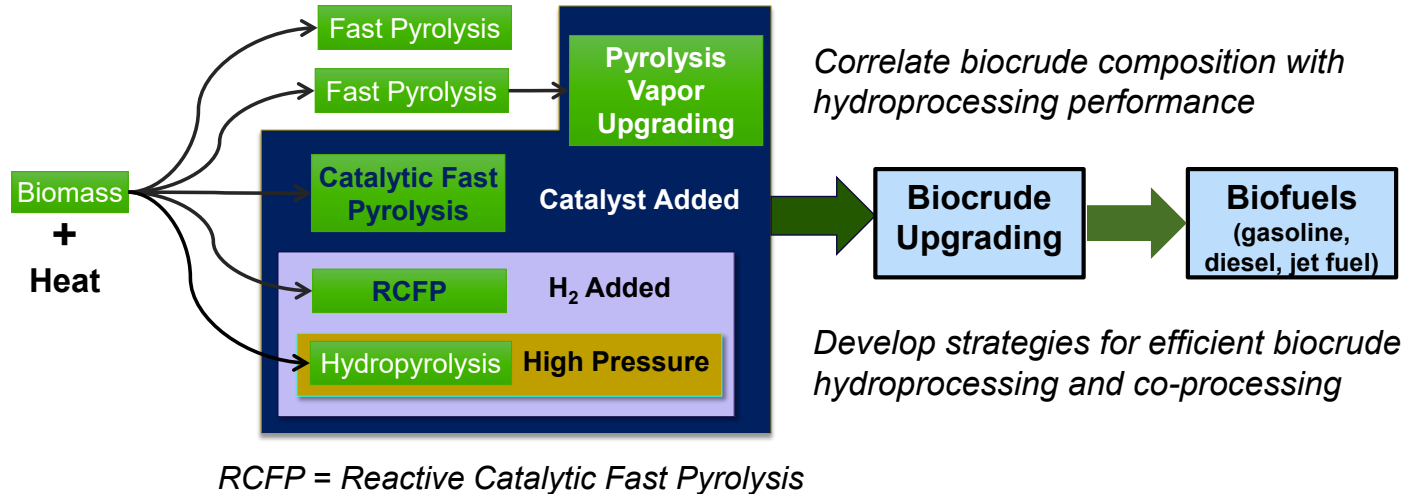 Fast Pyrolysis
Fast Pyrolysis
Pyrolysis
Vapor
Upgrading
Correlate biocrude composition with
hydroprocessing performance
Biomass
+
Heat
Catalytic Fast
Pyrolysis
Catalyst Added
Biocrude
Upgrading
Biofuels
(gasoline,
diesel, jet fuel)
RCFP
H₂ Added
Hydropyrolysis
High Pressure
Develop strategies for efficient biocrude
hydroprocessing and co-processing
RCFP = Reactive Catalytic Fast Pyrolysis